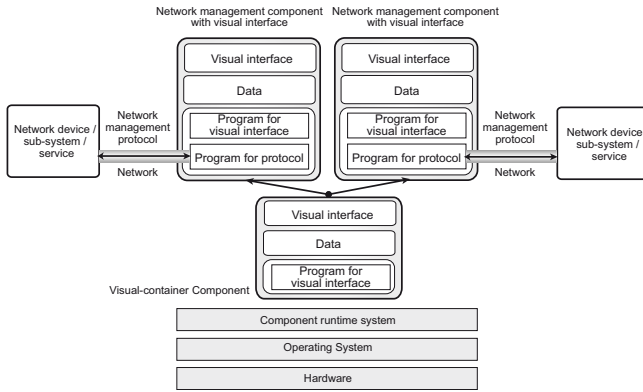 Network management component
with visual interface
Network management component
with visual interface
Visual interface
Data
Program for
visual interface
Program for protocol
Visual interface
Data
Program for
visual interface
Program for protocol
Network device /
sub-system /
service
Network
management
protocol
Network
Network
management
protocol
Network
Network device /
sub-system /
service
Visual interface
Data
Program for
visual interface
Visual-container Component
Component runtime system
Operating System
Hardware